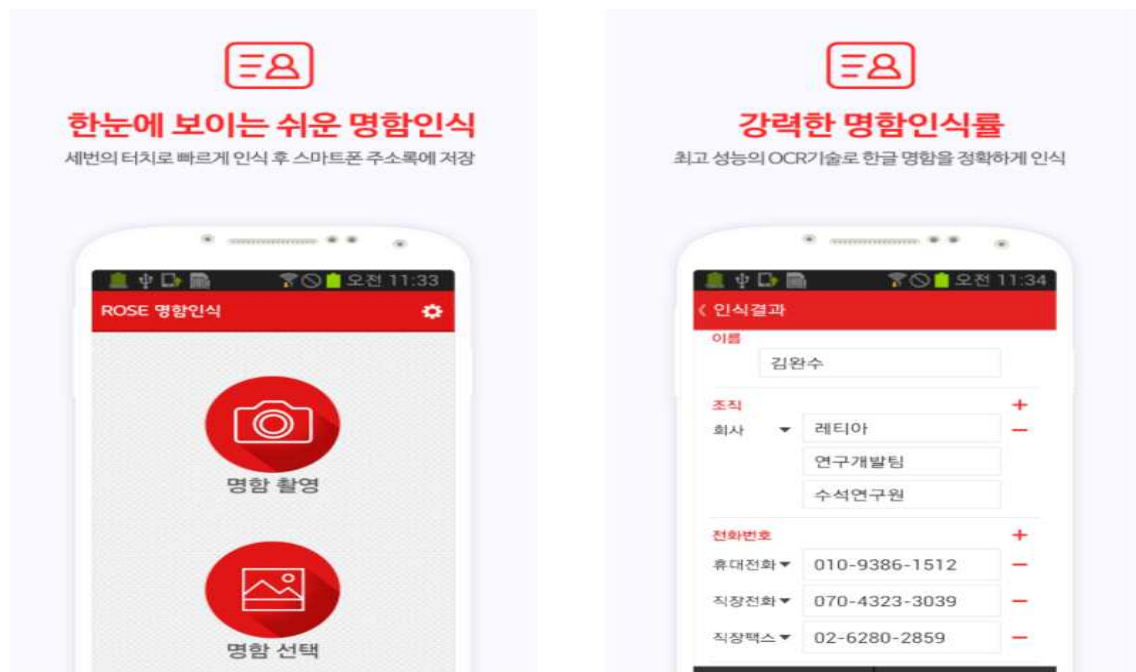 한눈에 보이는 쉬운 명함인식
세번의 터치로 빠르게 인식 후 스마트폰 주소록에 저장
오전 11:33
ROSE 명함인식
명함 촬영
명함 선택
강력한 명함인식률
최고 성능의 OCR기술로 한글 명함을 정확하게 인식
오전 11:34
인식결과
이름
김완수
조직
회사 레티아
연구개발팀
수석연구원
전화번호
휴대전화 010-9386-1512
직장전화 070-4323-3039
직장팩스 02-6280-2859